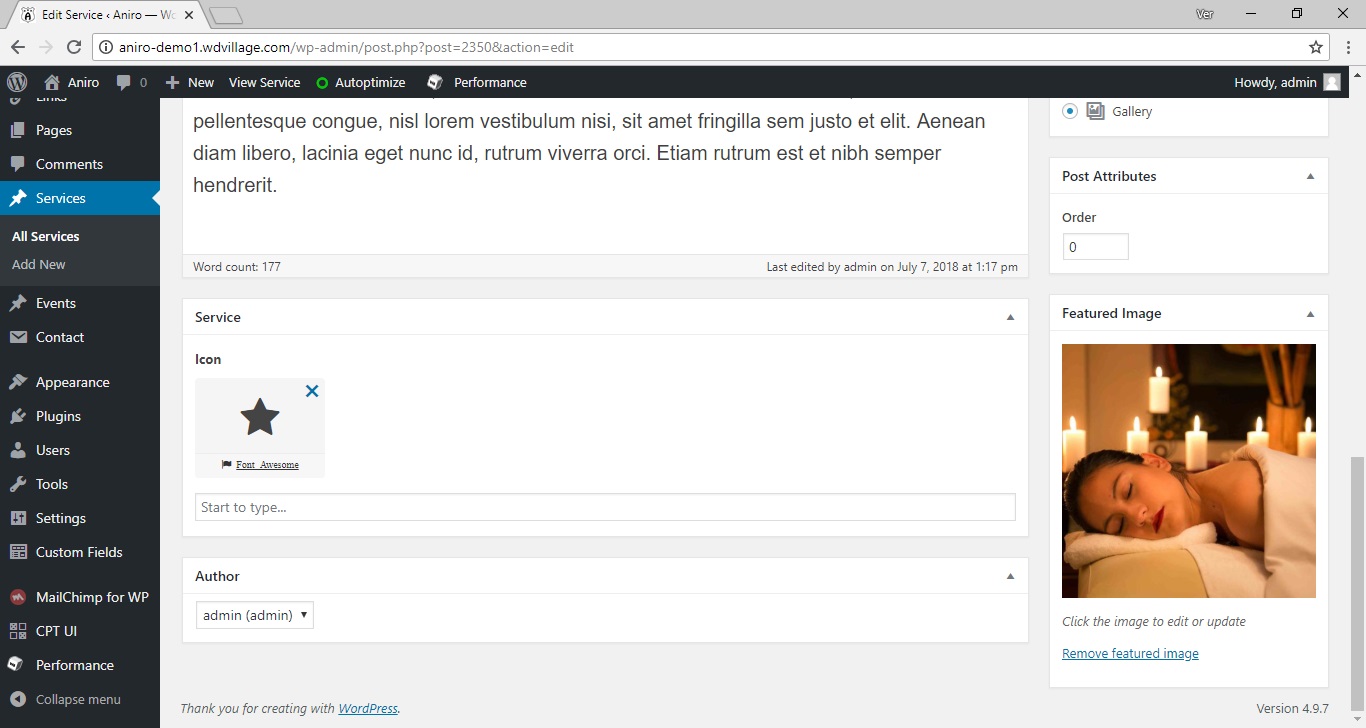 Edit Service ‹ Aniro — Wo
Ver
aniro-demo1.wdvillage.com/wp-admin/post.php?post=2350&action=edit
Aniro 0 New View Service Autoptimize Performance Howdy, admin
Links
Pages
Comments
Services
All Services
Add New
Events
Contact
Appearance
Plugins
Users
Tools
Settings
Custom Fields
MailChimp for WP
CPT UI
Performance
Collapse menu
pellentesque congue, nisl lorem vestibulum nisi, sit amet fringilla sem justo et elit. Aenean
diam libero, lacinia eget nunc id, rutrum viverra orci. Etiam rutrum est et nibh semper
hendrerit.
Word count: 177
Last edited by admin on July 7, 2018 at 1:17 pm
Service
Icon
Font Awesome
Start to type...
Author
admin (admin)
Gallery
Post Attributes
Order
0
Featured Image
Click the image to edit or update
Remove featured image
Thank you for creating with WordPress.
Version 4.9.7